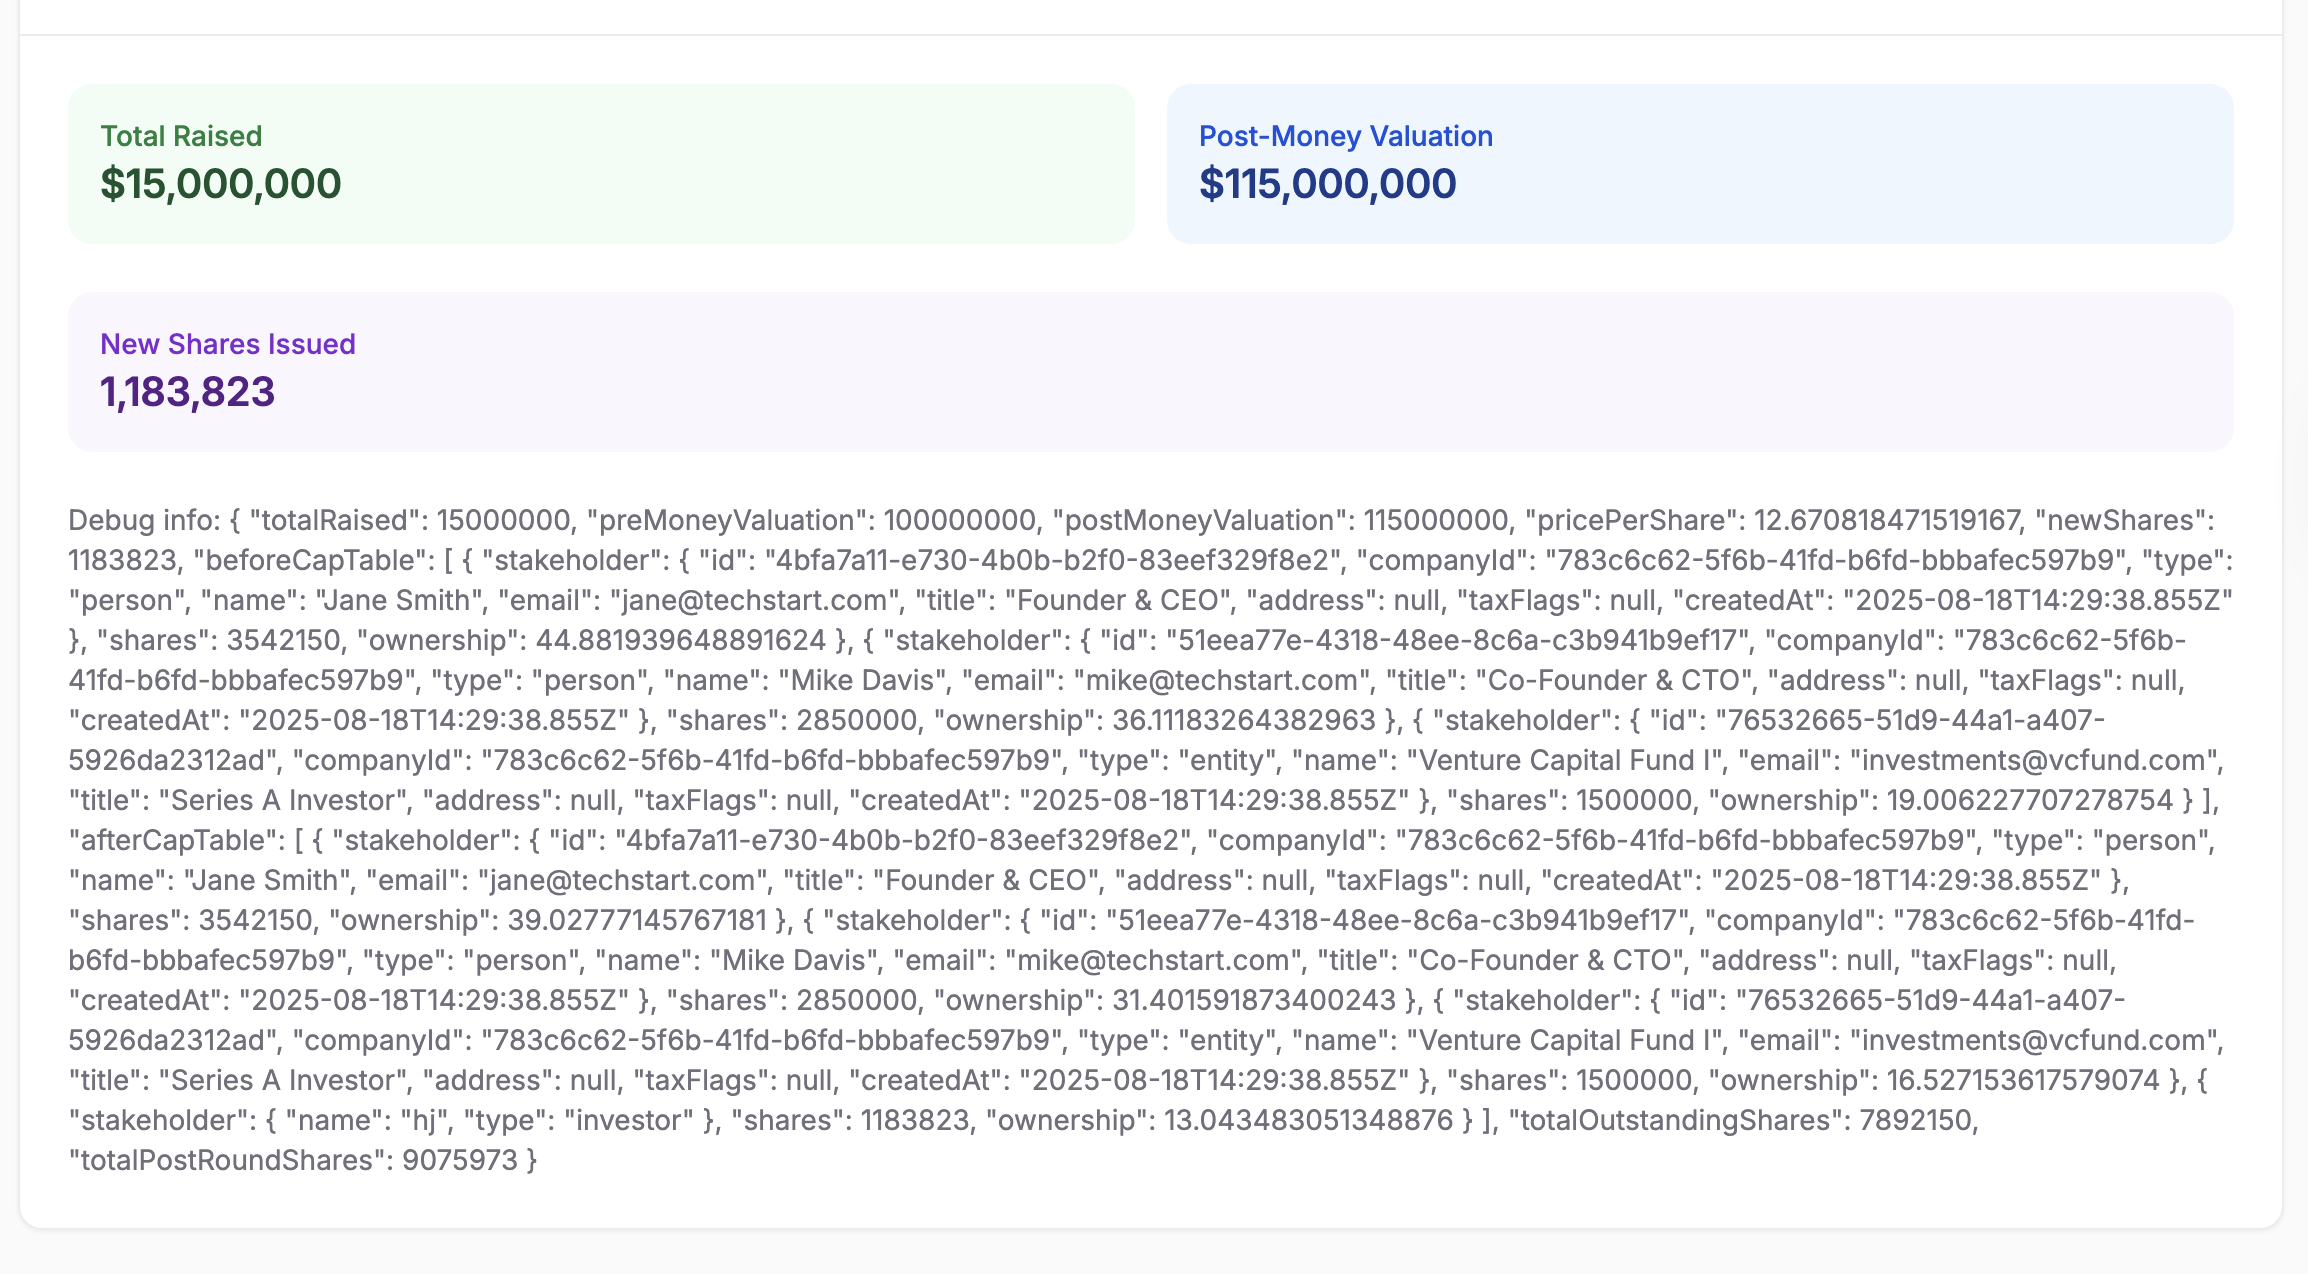 Total Raised
$15,000,000
Post-Money Valuation
$115,000,000
New Shares Issued
1,183,823
Debug info: { "totalRaised": 15000000, "preMoneyValuation": 100000000, "postMoneyValuation": 115000000, "pricePerShare": 12.670818471519167, "newShares":
1183823, "beforeCapTable": [ { "stakeholder": { "id": "4bfa7a11-e730-4b0b-b2f0-83eef329f8e2", "companyId": "783c6c62-5f6b-41fd-b6fd-bbbafec597b9", "type":
"person", "name": "Jane Smith", "email": "jane@techstart.com", "title": "Founder & CEO", "address": null, "taxFlags": null, "createdAt": "2025-08-18T14:29:38.855Z"
}, "shares": 3542150, "ownership": 44.881939648891624 }, { "stakeholder": { "id": "51eea77e-4318-48ee-8c6a-c3b941b9ef17", "companyId": "783c6c62-5f6b-
41fd-b6fd-bbbafec597b9", "type": "person", "name": "Mike Davis", "email": "mike@techstart.com", "title": "Co-Founder & CTO", "address": null, "taxFlags": null,
"createdAt": "2025-08-18T14:29:38.855Z" }, "shares": 2850000, "ownership": 36.11183264382963 }, { "stakeholder": { "id": "76532665-51d9-44a1-a407-
5926da2312ad", "companyId": "783c6c62-5f6b-41fd-b6fd-bbbafec597b9", "type": "entity", "name": "Venture Capital Fund I", "email": "investments@vcfund.com",
"title": "Series A Investor", "address": null, "taxFlags": null, "createdAt": "2025-08-18T14:29:38.855Z" }, "shares": 1500000, "ownership": 19.006227707278754 } ],
"afterCapTable": [ { "stakeholder": { "id": "4bfa7a11-e730-4b0b-b2f0-83eef329f8e2", "companyId": "783c6c62-5f6b-41fd-b6fd-bbbafec597b9", "type": "person",
"name": "Jane Smith", "email": "jane@techstart.com", "title": "Founder & CEO", "address": null, "taxFlags": null, "createdAt": "2025-08-18T14:29:38.855Z" },
"shares": 3542150, "ownership": 39.02777145767181 }, { "stakeholder": { "id": "51eea77e-4318-48ee-8c6a-c3b941b9ef17", "companyId": "783c6c62-5f6b-41fd-
b6fd-bbbafec597b9", "type": "person", "name": "Mike Davis", "email": "mike@techstart.com", "title": "Co-Founder & CTO", "address": null, "taxFlags": null,
"createdAt": "2025-08-18T14:29:38.855Z" }, "shares": 2850000, "ownership": 31.401591873400243 }, { "stakeholder": { "id": "76532665-51d9-44a1-a407-
5926da2312ad", "companyId": "783c6c62-5f6b-41fd-b6fd-bbbafec597b9", "type": "entity", "name": "Venture Capital Fund I", "email": "investments@vcfund.com",
"title": "Series A Investor", "address": null, "taxFlags": null, "createdAt": "2025-08-18T14:29:38.855Z" }, "shares": 1500000, "ownership": 16.527153617579074 }, {
"stakeholder": { "name": "hj", "type": "investor" }, "shares": 1183823, "ownership": 13.043483051348876 } ], "totalOutstandingShares": 7892150,
"totalPostRoundShares": 9075973 }